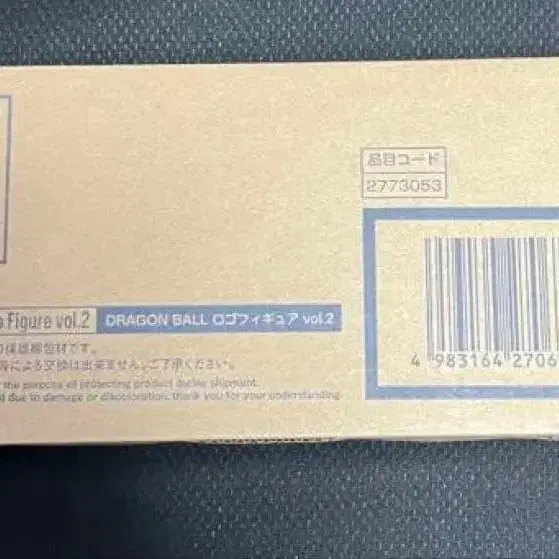 品目コード
2773053
Figure vol.2
DRAGON BALL ロゴフィギュア vol.2
保護梱包材です。
による交換は出来ません。ご了承ください。
the purpose of protecting product during shipment.
due to damage or discoloration, thank you for your understanding
4 983164 2706